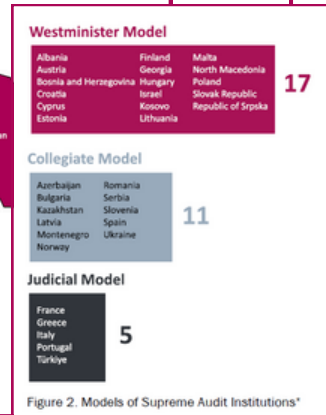 Westminister Model
Albania Finland Malta
Austria Georgia North Macedonia
Bosnia and Herzegovina Hungary Poland
Croatia Israel Slovak Republic
Cyprus Kosovo Republic of Srpska
Estonia Lithuania
17
Collegiate Model
Azerbaijan Romania
Bulgaria Serbia
Kazakhstan Slovenia
Latvia Spain
Montenegro Ukraine
Norway
11
Judicial Model
France
Greece
Italy
Portugal
Türkiye
5
Figure 2. Models of Supreme Audit Institutions*